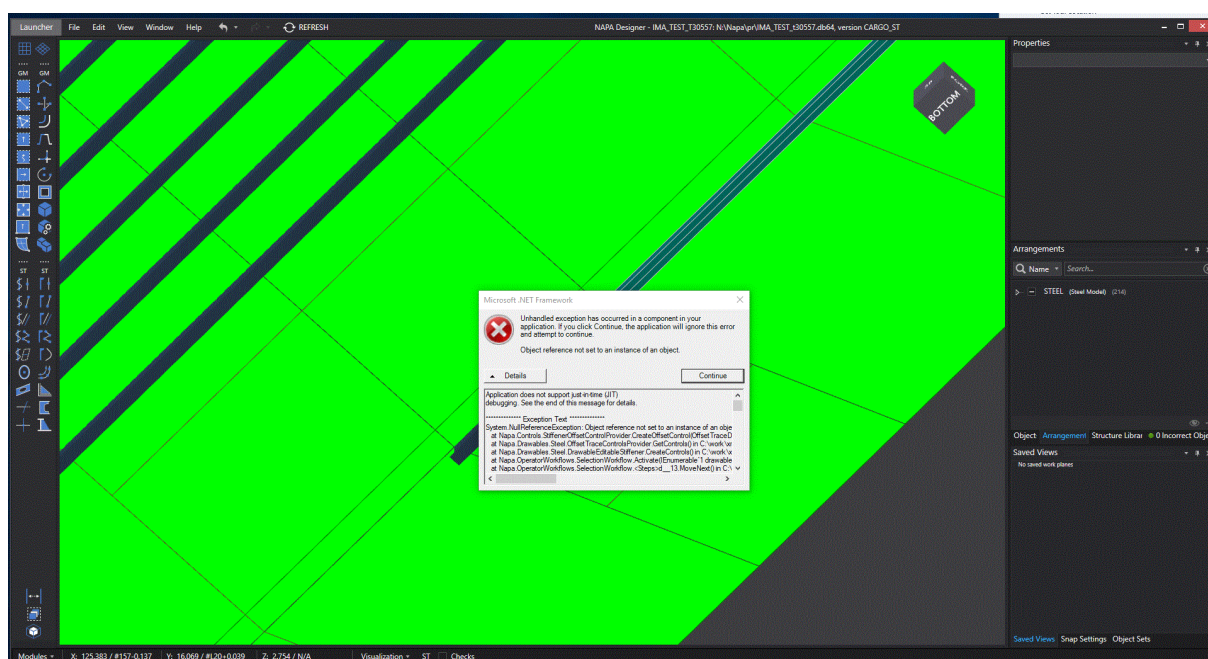 Launcher File Edit View Window Help REFRESH NAPA Designer - IMA_TEST_T30557: N:\Napa\pr\IMA_TEST_t30557.db64, version CARGO_ST
Properties
GM GM
ST ST
BOTTOM
Arrangements
Name Search...
STEEL (Steel Model) (214)
Object Arrangement Structure Librar 0 Incorrect Obje
Saved Views
No saved work planes
Saved Views Snap Settings Object Sets
Microsoft .NET Framework
Unhandled exception has occurred in a component in your
application. If you click Continue, the application will ignore this error
and attempt to continue.
Object reference not set to an instance of an object.
Details Continue
Application does not support just-in-time (JIT)
debugging. See the end of this message for details.
************** Exception Text **************
System.NullReferenceException: Object reference not set to an instance of an obje
at Napa.Controls.StiffenerOffsetControlProvider.CreateOffsetControl(OffsetTraceD
at Napa.Drawables.Steel.OffsetTraceControlsProvider.GetControls() in C:\work\xr
at Napa.Drawables.Steel.DrawableEditableStiffener.CreateControls() in C:\work\x
at Napa.OperatorWorkflows.SelectionWorkflow.Activate(IEnumerable`1 drawable
at Napa.OperatorWorkflows.SelectionWorkflow.<Steps>d__13.MoveNext() in C:\
Modules X: 125.383 / #157-0.137 Y: 16.069 / #L20+0.039 Z: 2.754 / N/A Visualization ST Checks